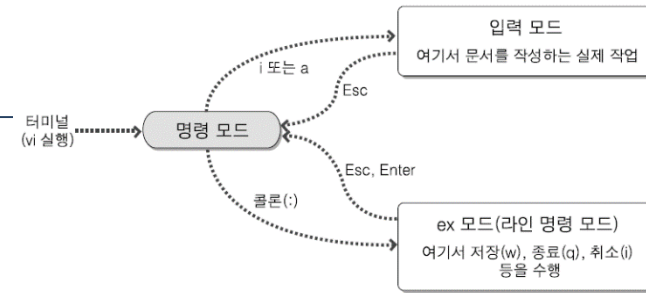 입력 모드
여기서 문서를 작성하는 실제 작업
i 또는 a
Esc
터미널
(vi 실행)
명령 모드
Esc, Enter
콜론(:)
ex 모드(라인 명령 모드)
여기서 저장(w), 종료(q), 취소(i)
등을 수행